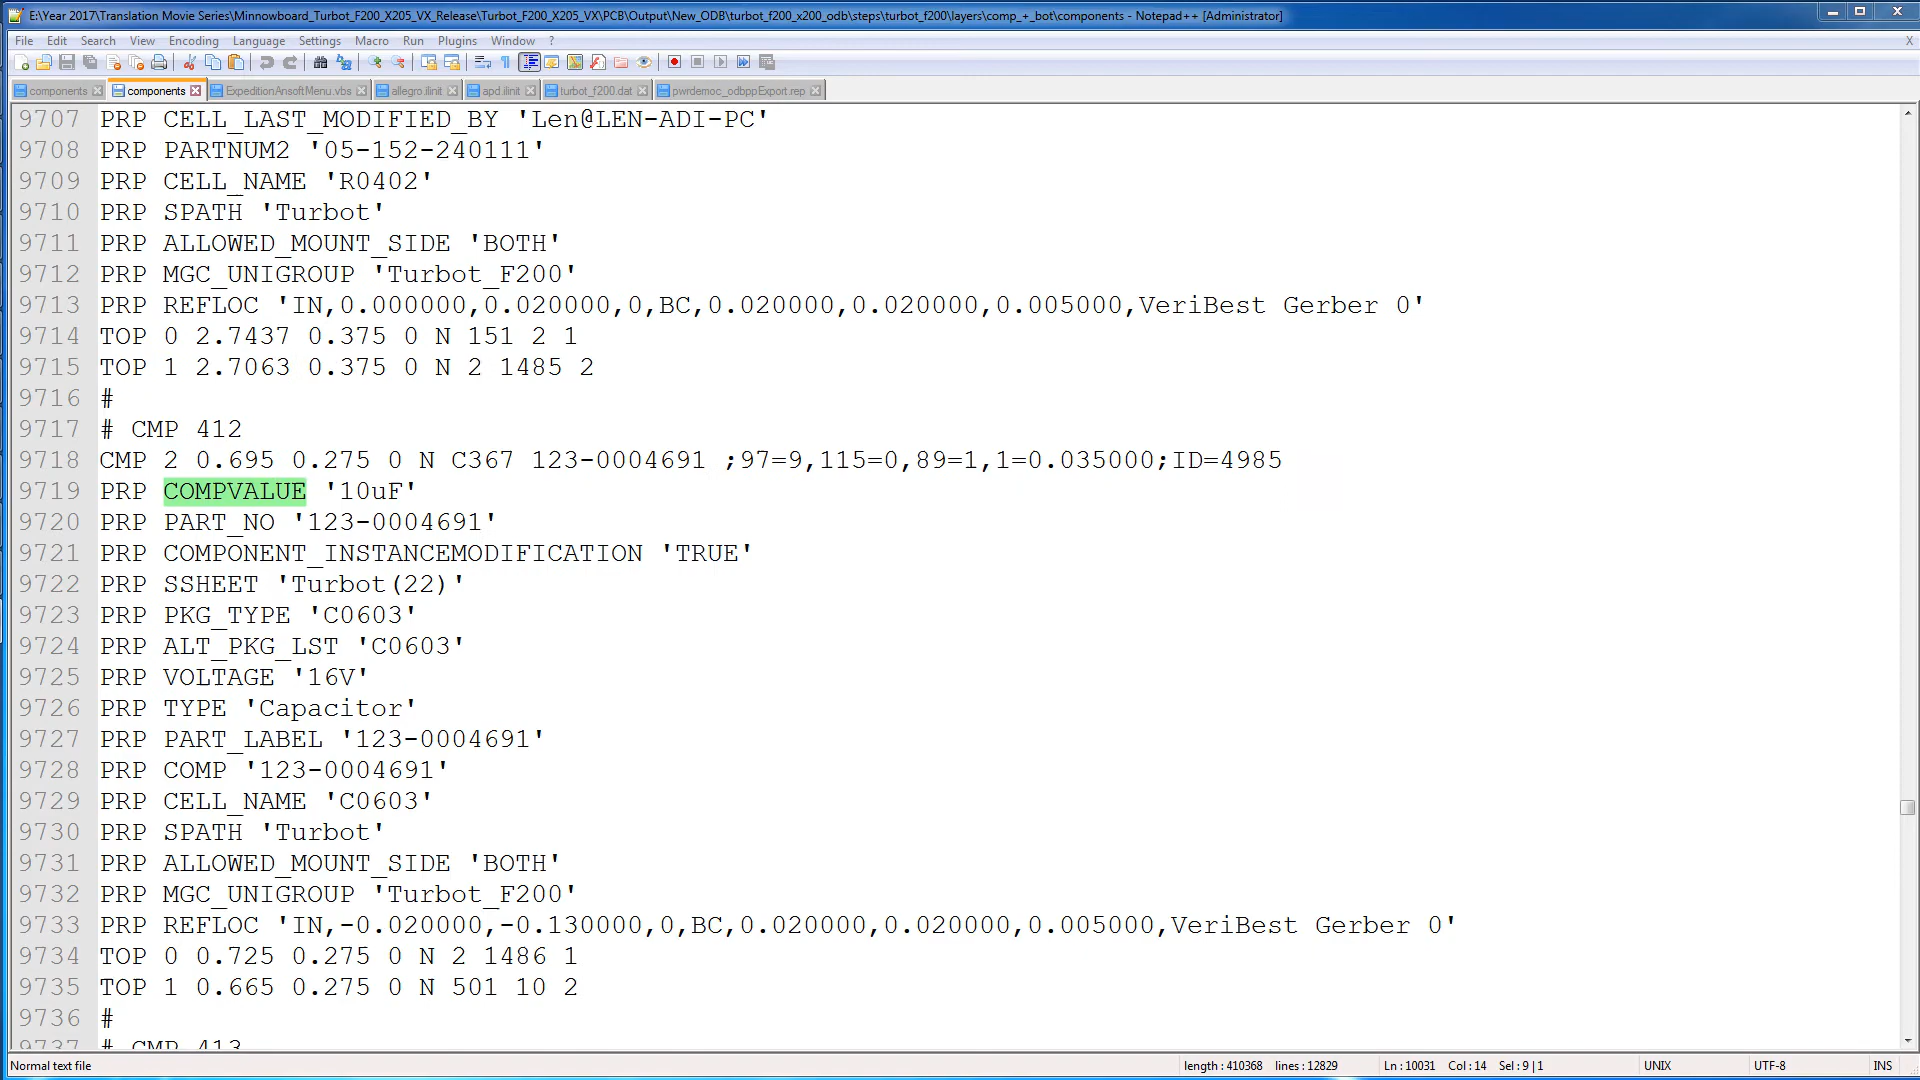 E:\Year 2017\Translation Movie Series\Minnowboard_Turbot_F200_X205_VX_Release\Turbot_F200_X205_VX\PCB\Output\New_ODB\turbot_f200_x200_odb\steps\turbot_f200\layers\comp_+_bot\components - Notepad++ [Administrator]
File Edit Search View Encoding Language Settings Macro Run Plugins Window ? X
components components ExpeditionAnsoftMenu.vbs allegro.ilinit apd.ilinit turbot_f200.dat pwrdemoc_odbppExport.rep
9707 PRP CELL_LAST_MODIFIED_BY 'Len@LEN-ADI-PC'
9708 PRP PARTNUM2 '05-152-240111'
9709 PRP CELL_NAME 'R0402'
9710 PRP SPATH 'Turbot'
9711 PRP ALLOWED_MOUNT_SIDE 'BOTH'
9712 PRP MGC_UNIGROUP 'Turbot_F200'
9713 PRP REFLOC 'IN,0.000000,0.020000,0,BC,0.020000,0.020000,0.005000,VeriBest Gerber 0'
9714 TOP 0 2.7437 0.375 0 N 151 2 1
9715 TOP 1 2.7063 0.375 0 N 2 1485 2
9716 #
9717 # CMP 412
9718 CMP 2 0.695 0.275 0 N C367 123-0004691 ;97=9,115=0,89=1,1=0.035000;ID=4985
9719 PRP COMPVALUE '10uF'
9720 PRP PART_NO '123-0004691'
9721 PRP COMPONENT_INSTANCEMODIFICATION 'TRUE'
9722 PRP SSHEET 'Turbot(22)'
9723 PRP PKG_TYPE 'C0603'
9724 PRP ALT_PKG_LST 'C0603'
9725 PRP VOLTAGE '16V'
9726 PRP TYPE 'Capacitor'
9727 PRP PART_LABEL '123-0004691'
9728 PRP COMP '123-0004691'
9729 PRP CELL_NAME 'C0603'
9730 PRP SPATH 'Turbot'
9731 PRP ALLOWED_MOUNT_SIDE 'BOTH'
9732 PRP MGC_UNIGROUP 'Turbot_F200'
9733 PRP REFLOC 'IN,-0.020000,-0.130000,0,BC,0.020000,0.020000,0.005000,VeriBest Gerber 0'
9734 TOP 0 0.725 0.275 0 N 2 1486 1
9735 TOP 1 0.665 0.275 0 N 501 10 2
9736 #
9737 # CMP 413
Normal text file length : 410368 lines : 12829 Ln : 10031 Col : 14 Sel : 9 | 1 UNIX UTF-8 INS